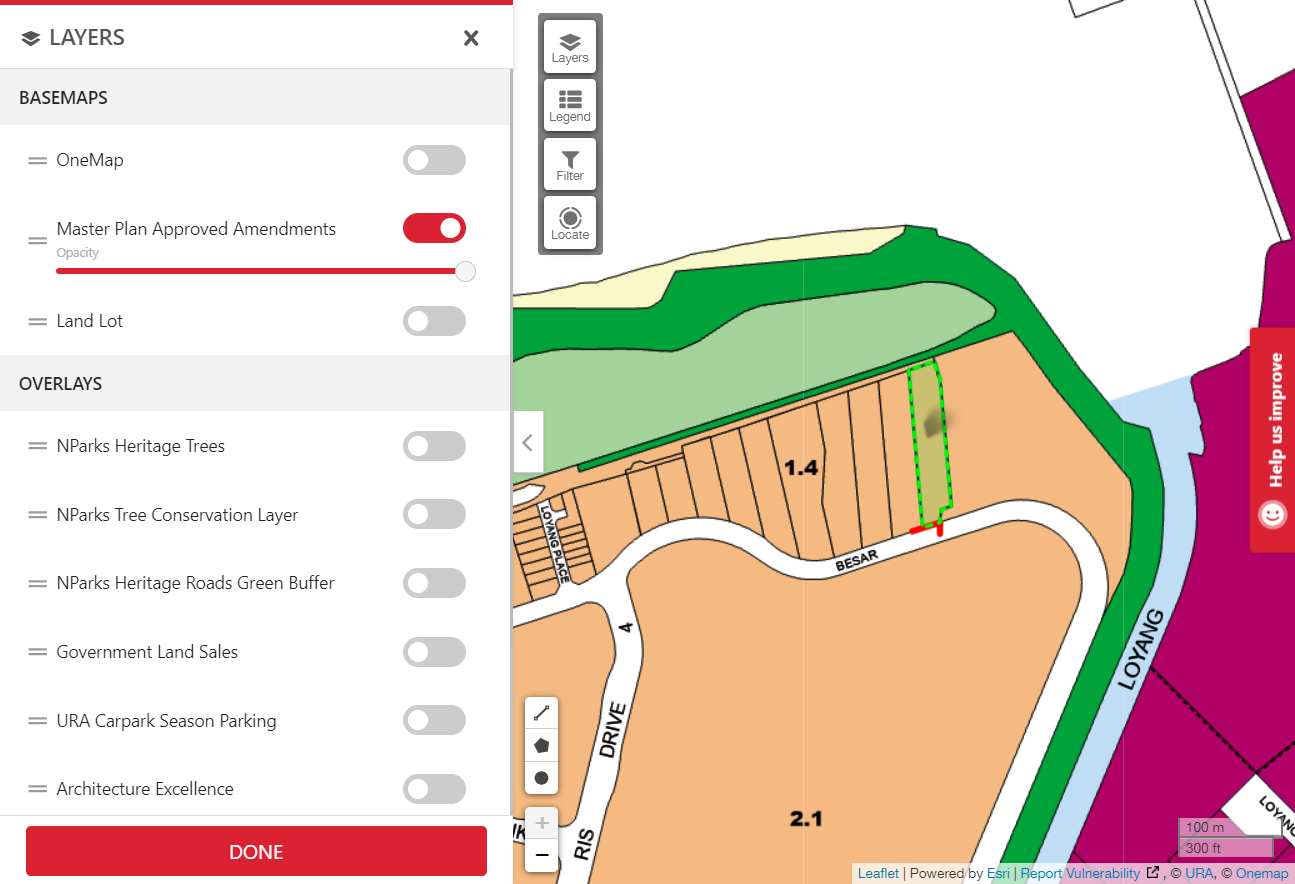 LAYERS
BASEMAPS
OneMap
Master Plan Approved Amendments
Opacity
Land Lot
OVERLAYS
NParks Heritage Trees
NParks Tree Conservation Layer
NParks Heritage Roads Green Buffer
Government Land Sales
URA Carpark Season Parking
Architecture Excellence
DONE
Layers
Legend
Filter
Locate
1.4
LOYANG PLACE
BESAR
4
DRIVE
RIS
LOYANG
2.1
LOYANG
Help us improve
100 m
300 ft
Leaflet | Powered by Esri | Report Vulnerability , © URA, © Onemap